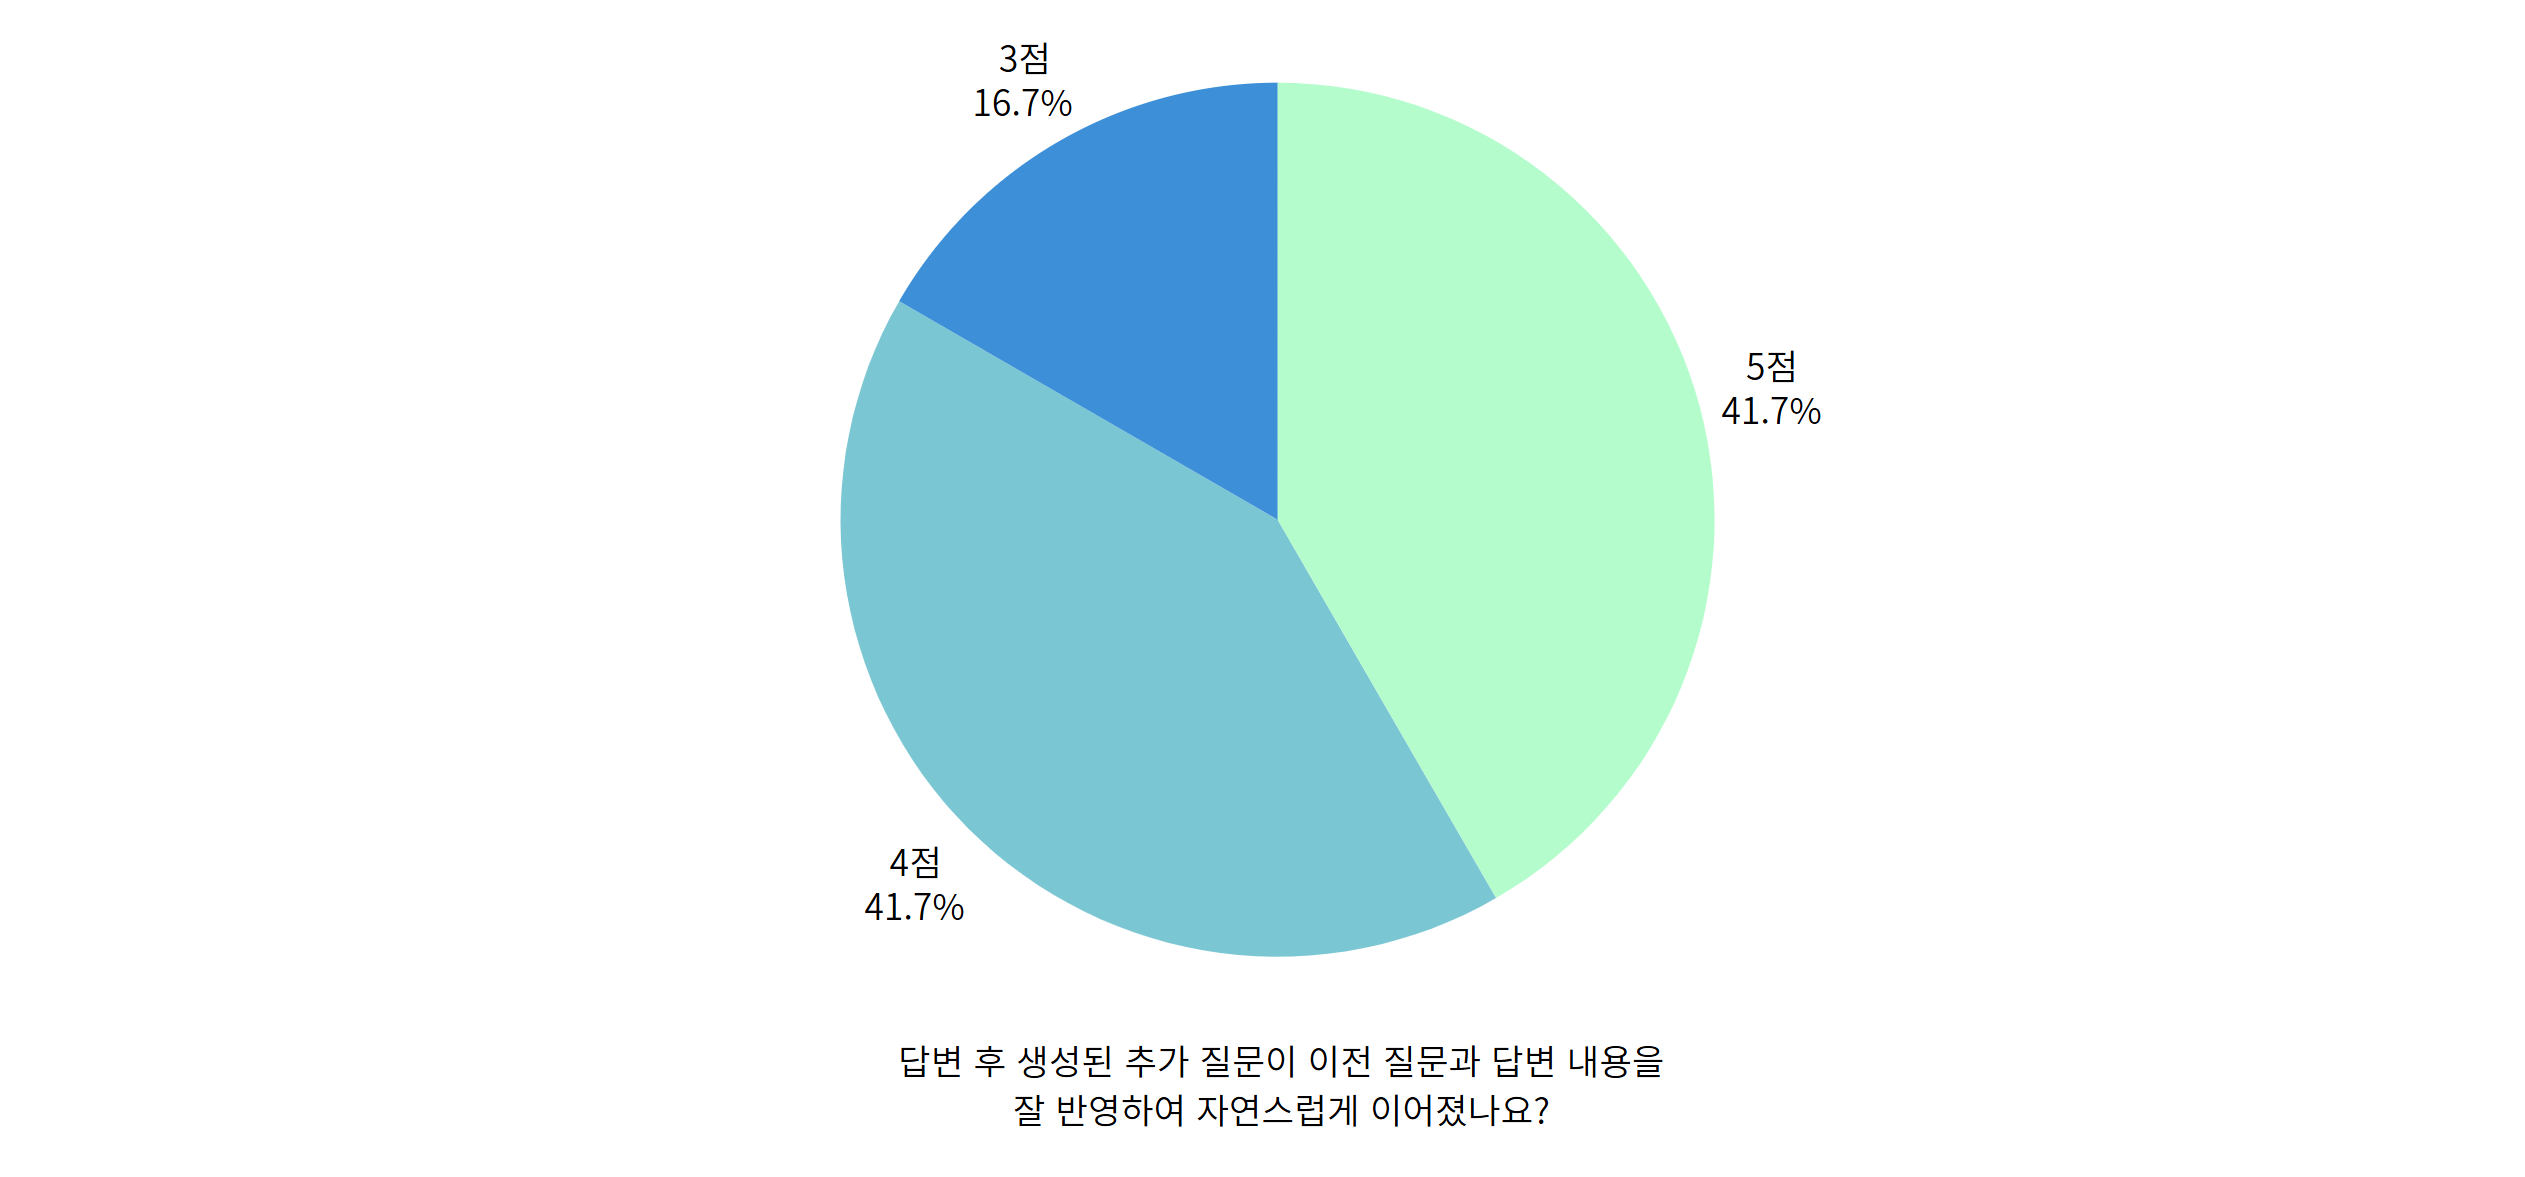 3점
16.7%
5점
41.7%
4점
41.7%
답변 후 생성된 추가 질문이 이전 질문과 답변 내용을
잘 반영하여 자연스럽게 이어졌나요?